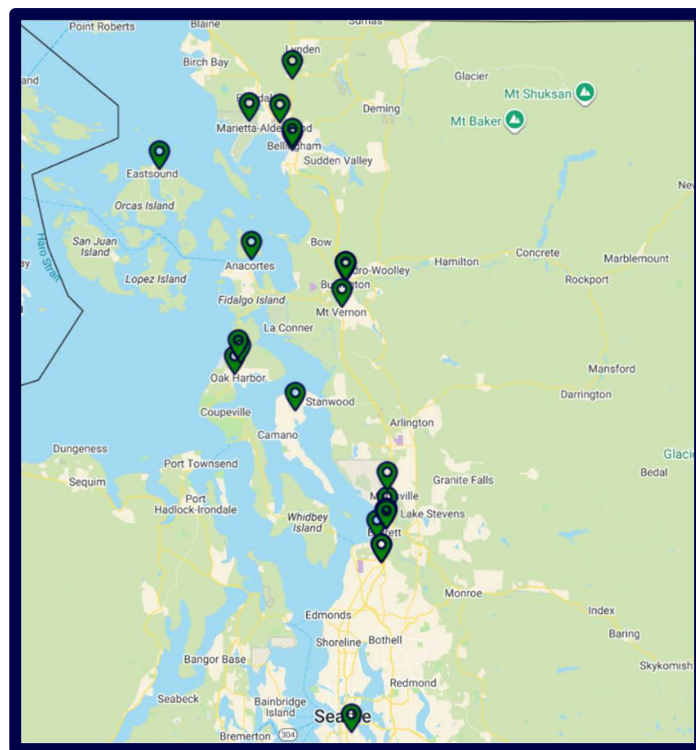 Point Roberts
Blaine
Sumas
Lynden
Birch Bay
Glacier
Mt Shuksan
Deming
Mt Baker
Marietta-Alderwood
Bellingham
Sudden Valley
Eastsound
Orcas Island
San Juan
Island
Haro Strait
Bow
Lopez Island
Anacortes
Hamilton
Concrete
Marblemount
Rockport
Fidalgo Island
Mt Vernon
La Conner
Mansford
Oak Harbor
Darrington
Stanwood
Coupeville
Arlington
Camano
Dungeness
Port Townsend
Sequim
Granite Falls
Bedal
Port
Hadlock-Irondale
Whidbey
Island
Lake Stevens
Monroe
Index
Edmonds
Baring
Shoreline
Bothell
Bangor Base
Skykomish
Redmond
Seabeck
Bainbridge
Island
304
Bremerton